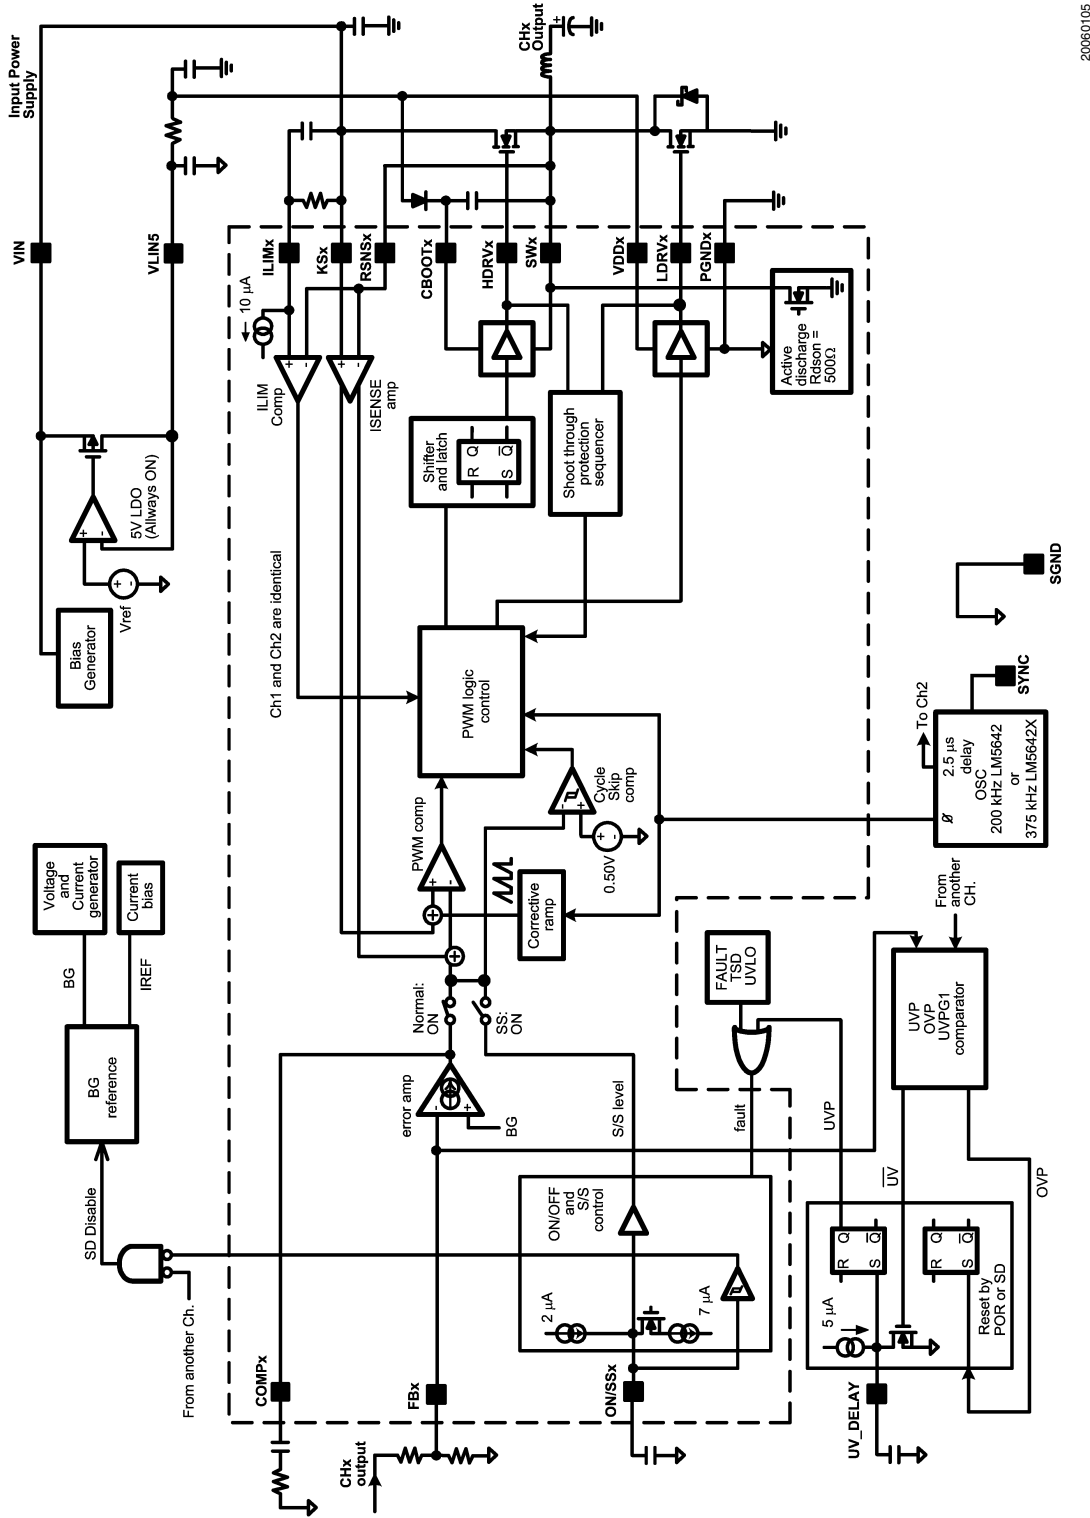 20060105
Input Power
Supply
CHx
Output
VIN
VLIN5
ILIMx
KSx
RSNSx
CBOOTx
HDRVx
SWx
VDDx
LDRVx
PGNDx
10 µA
+
-
ILIM
Comp
+
-
ISENSE
amp
Active
discharge
Rdson =
500Ω
5V LDO
(Allways ON)
+
-
Vref
+
-
Bias
Generator
Shifter
and latch
R Q
S Q
Shoot through
protection
sequencer
Ch1 and Ch2 are identical
PWM logic
control
SGND
SYNC
To Ch2
2.5 µs
delay
OSC
200 kHz LM5642
or
375 kHz LM5642X
Ø
PWM comp
+
-
Cycle
Skip
comp
-
+
0.50V
+
-
Corrective
ramp
Voltage
and
Current
generator
Current
bias
BG
IREF
BG
reference
SD Disable
From another Ch.
Normal:
ON
SS:
ON
error amp
-
+
BG
S/S level
FAULT
TSD
UVLO
fault
UVP
From
another
CH.
UVP
OVP
UVPG1
comparator
UV
OVP
ON/OFF
and
S/S
control
2 µA
7 µA
R Q
S Q
R Q
S Q
5 µA
Reset by
POR or SD
COMPx
FBx
ON/SSx
UV_DELAY
CHx
output